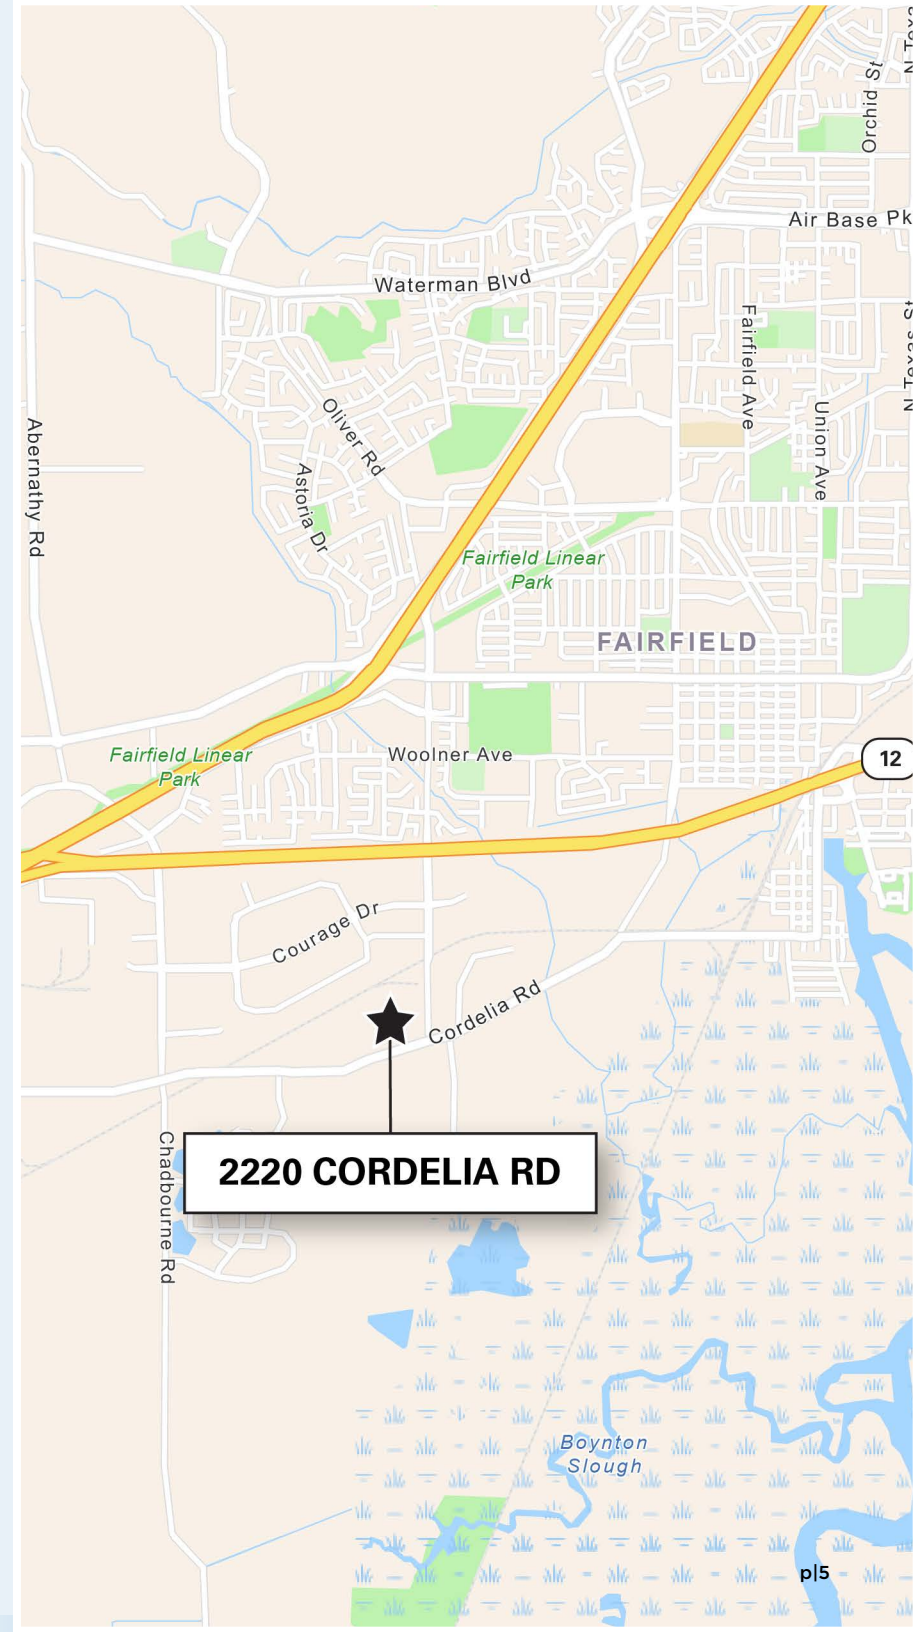 N Texas
Orchid St
Air Base Pk
Waterman Blvd
Fairfield Ave
N Texas St
Oliver Rd
Union Ave
Abernathy Rd
Astoria Dr
Fairfield Linear
Park
FAIRFIELD
Fairfield Linear
Park
Woolner Ave
12
Courage Dr
Cordelia Rd
2220 CORDELIA RD
Chadbourne Rd
Boynton
Slough
p|5